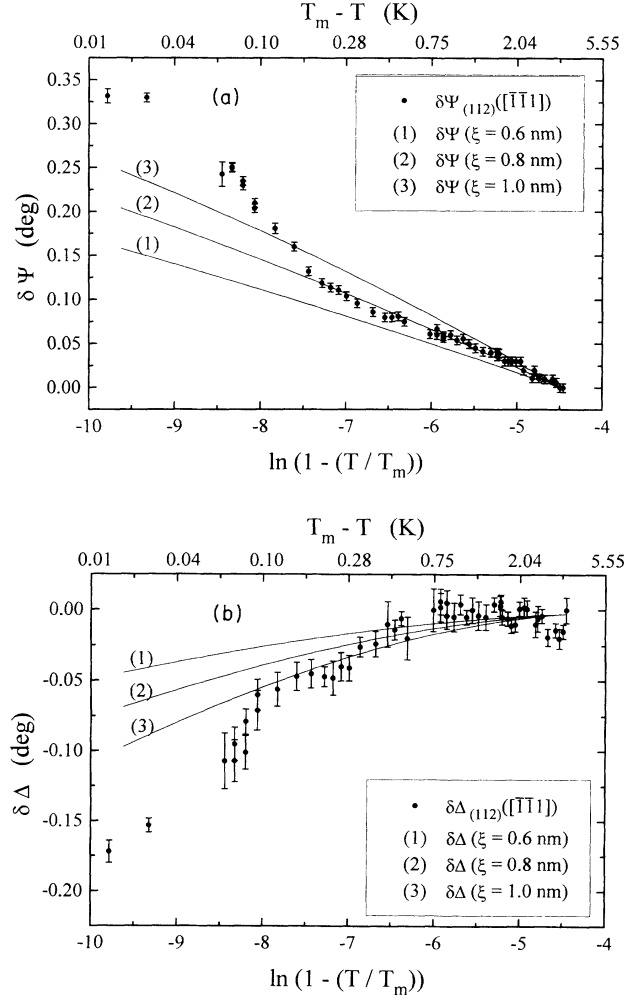 Tₘ - T (K)
0.01 0.04 0.10 0.28 0.75 2.04 5.55
(a)
0.35
0.30
0.25
0.20
0.15
0.10
0.05
0.00
δΨ (deg)
(3)
(2)
(1)
δΨ₍₁₁₂₎([1̄1̄1])
(1) δΨ (ξ = 0.6 nm)
(2) δΨ (ξ = 0.8 nm)
(3) δΨ (ξ = 1.0 nm)
-10 -9 -8 -7 -6 -5 -4
ln (1 - (T / Tₘ))
Tₘ - T (K)
0.01 0.04 0.10 0.28 0.75 2.04 5.55
(b)
0.00
-0.05
-0.10
-0.15
-0.20
δΔ (deg)
(1)
(2)
(3)
δΔ₍₁₁₂₎([1̄1̄1])
(1) δΔ (ξ = 0.6 nm)
(2) δΔ (ξ = 0.8 nm)
(3) δΔ (ξ = 1.0 nm)
-10 -9 -8 -7 -6 -5 -4
ln (1 - (T / Tₘ))